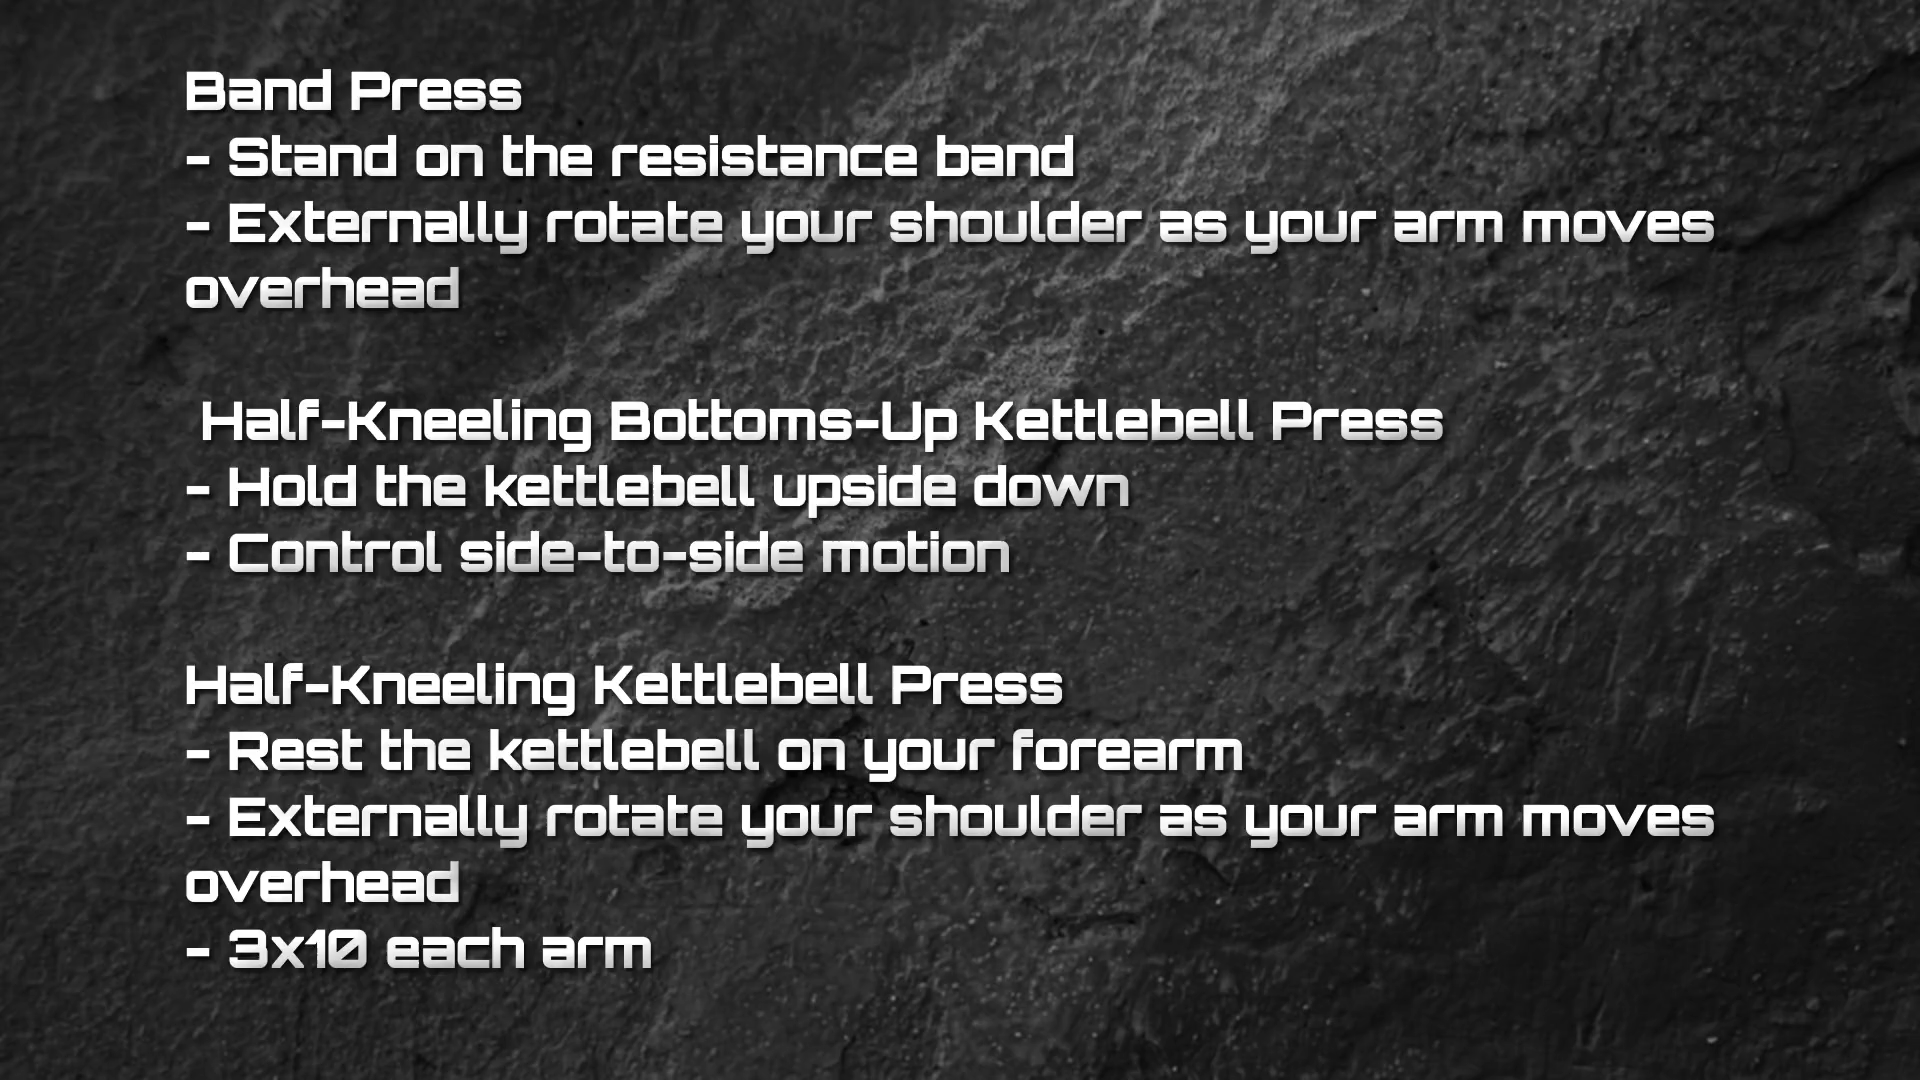 Band Press
- Stand on the resistance band
- Externally rotate your shoulder as your arm moves
overhead
Half-Kneeling Bottoms-Up Kettlebell Press
- Hold the kettlebell upside down
- Control side-to-side motion
Half-Kneeling Kettlebell Press
- Rest the kettlebell on your forearm
- Externally rotate your shoulder as your arm moves
overhead
- 3x10 each arm